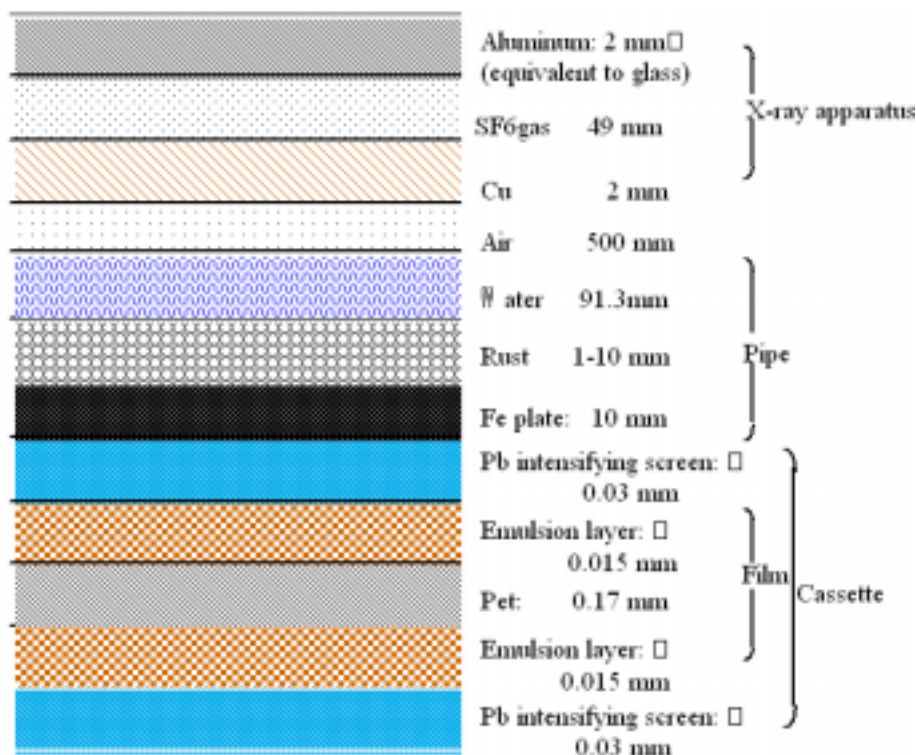 Aluminum: 2 mm□
(equivalent to glass)
X-ray apparatus
SF6gas 49 mm
Cu 2 mm
Air 500 mm
Water 91.3mm
Rust 1-10 mm
Pipe
Fe plate: 10 mm
Pb intensifying screen: □
0.03 mm
Emulsion layer: □
0.015 mm
Film
Pet: 0.17 mm
Cassette
Emulsion layer: □
0.015 mm
Pb intensifying screen: □
0.03 mm